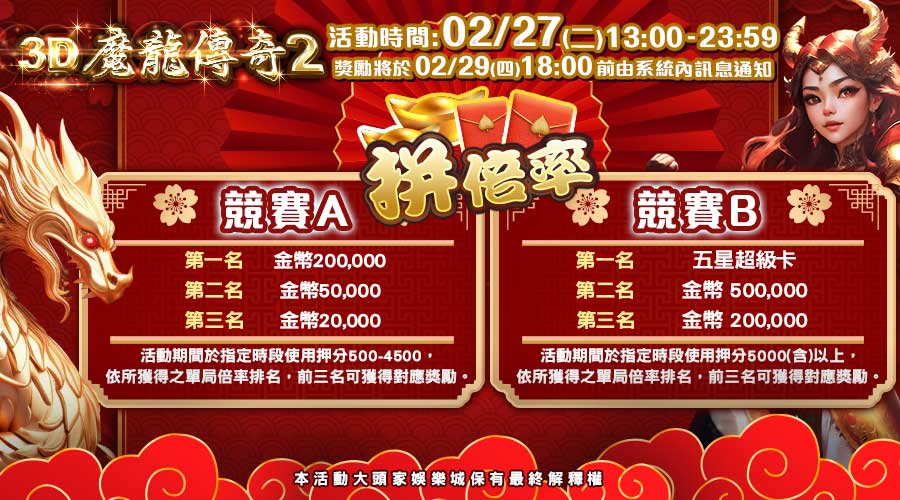 3D 魔龍傳奇2
活動時間:02/27(二)13:00-23:59
獎勵將於 02/29(四)18:00 前由系統內訊息通知
拼倍率
競賽A
第一名 金幣200,000
第二名 金幣50,000
第三名 金幣20,000
活動期間於指定時段使用押分500-4500，
依所獲得之單局倍率排名，前三名可獲得對應獎勵。
競賽B
第一名 五星超級卡
第二名 金幣 500,000
第三名 金幣 200,000
活動期間於指定時段使用押分5000(含)以上，
依所獲得之單局倍率排名，前三名可獲得對應獎勵。
本活動大頭家娛樂城保有最終解釋權